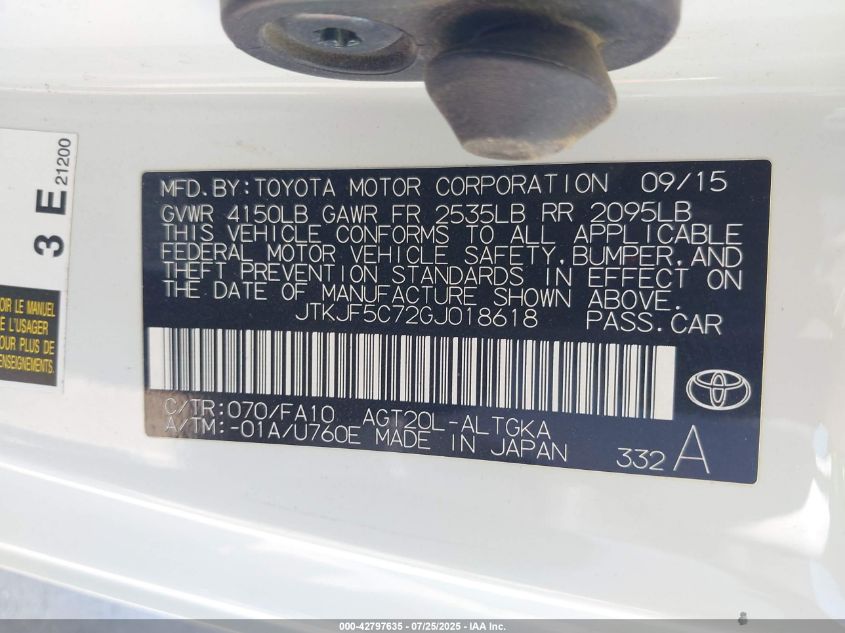 3 E
21200
OIR LE MANUEL
L'USAGER
OUR PLUS DE
ENSEIGNEMENTS.
MFD. BY: TOYOTA MOTOR CORPORATION 09/15
GVWR 4150LB GAWR FR 2535LB RR 2095LB
THIS VEHICLE CONFORMS TO ALL APPLICABLE
FEDERAL MOTOR VEHICLE SAFETY, BUMPER, AND
THEFT PREVENTION STANDARDS IN EFFECT ON
THE DATE OF MANUFACTURE SHOWN ABOVE.
JTKJF5C72GJ018618 PASS. CAR
C/TR: 070/FA10 AGT20L-ALTGKA
A/TM: -01A/U760E MADE IN JAPAN 332 A
000-42797635 - 07/25/2025 - IAA Inc.